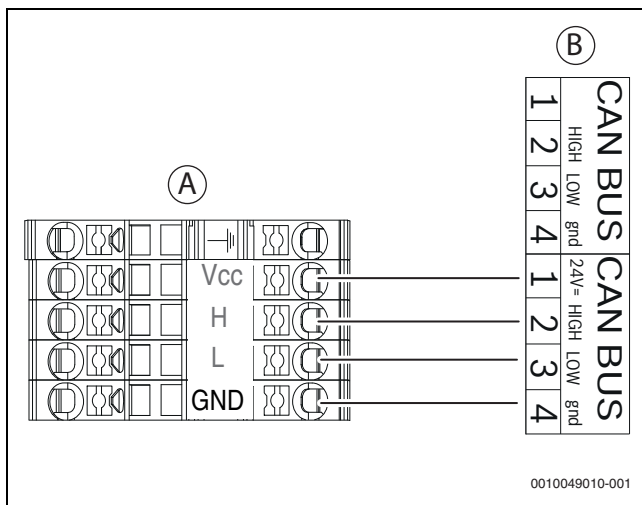 B
A
Vcc
H
L
GND
CAN BUS
1
2 HIGH
3 LOW
4 gnd
CAN BUS
1 24V=
2 HIGH
3 LOW
4 gnd
0010049010-001